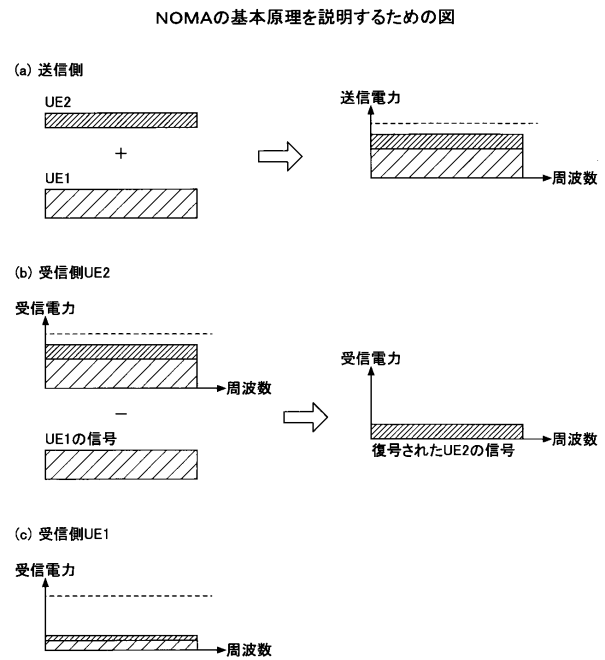 NOMAの基本原理を説明するための図
(a) 送信側
UE2
+
UE1
送信電力
周波数
(b) 受信側UE2
受信電力
周波数
−
UE1の信号
受信電力
周波数
復号されたUE2の信号
(c) 受信側UE1
受信電力
周波数